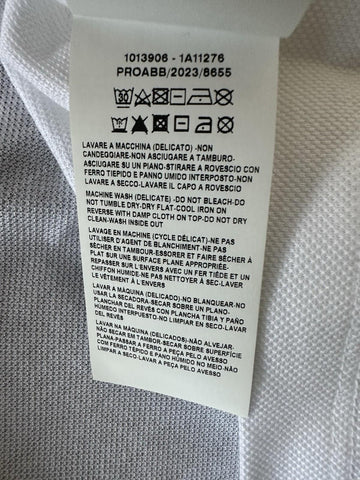 1013906 - 1A11276
PROABB/2023/8655
30
LAVARE A MACCHINA (DELICATO) -NON
CANDEGGIARE-NON ASCIUGARE A TAMBURO-
ASCIUGARE SU UN PIANO-STIRARE A ROVESCIO CON
FERRO TIEPIDO E PANNO UMIDO INTERPOSTO-NON
LAVARE A SECCO-LAVARE IL CAPO A ROVESCIO
MACHINE WASH (DELICATE) -DO NOT BLEACH-DO
NOT TUMBLE DRY-DRY FLAT-COOL IRON ON
REVERSE WITH DAMP CLOTH ON TOP-DO NOT DRY
CLEAN-WASH INSIDE OUT
LAVAGE EN MACHINE (CYCLE DÉLICAT)-NE PAS
UTILISER D'AGENT DE BLANCHIMENT-NE PAS
SÉCHER EN TAMBOUR-ESSORER ET FAIRE SÉCHER À
PLAT SUR UNE SURFACE PLANE APPROPRIÉE-
REPASSER SUR L'ENVERS AVEC UN FER TIÈDE ET UN
CHIFFON HUMIDE-NE PAS NETTOYER À SEC-LAVER
LE VÊTEMENT À L'ENVERS
LAVAR A MÁQUINA (DELICADO)-NO BLANQUEAR-NO
USAR LA SECADORA-SECAR SOBRE UN PLANO-
PLANCHAR DEL REVÉS CON PLANCHA TIBIA Y PAÑO
HÚMEDO INTERPUESTO-NO LIMPIAR EN SECO-LAVAR
DEL REVÉS
LAVAR NA MÁQUINA (DELICADO) -NÃO ALVEJAR-
NÃO SECAR EM TAMBOR-SECAR SOBRE SUPERFÍCIE
PLANA-PASSAR A FERRO A PEÇA PELO AVESSO
COM FERRO TÉPIDO E PANO HÚMIDO NO MEIO-NÃO
LIMPAR A SECO-LAVAR A PEÇA PELO AVESSO